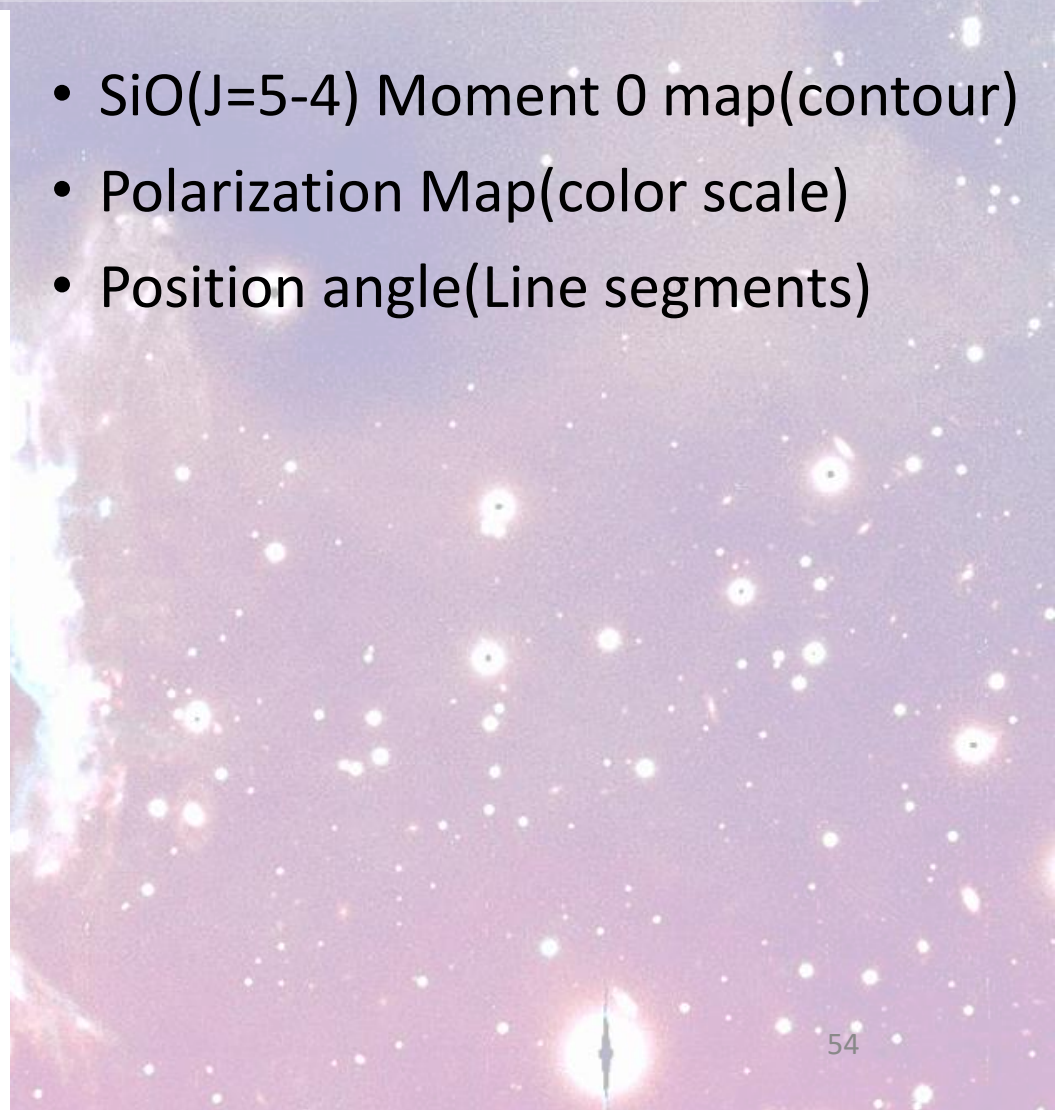 • SiO(J=5-4) Moment 0 map(contour)
• Polarization Map(color scale)
• Position angle(Line segments)
54